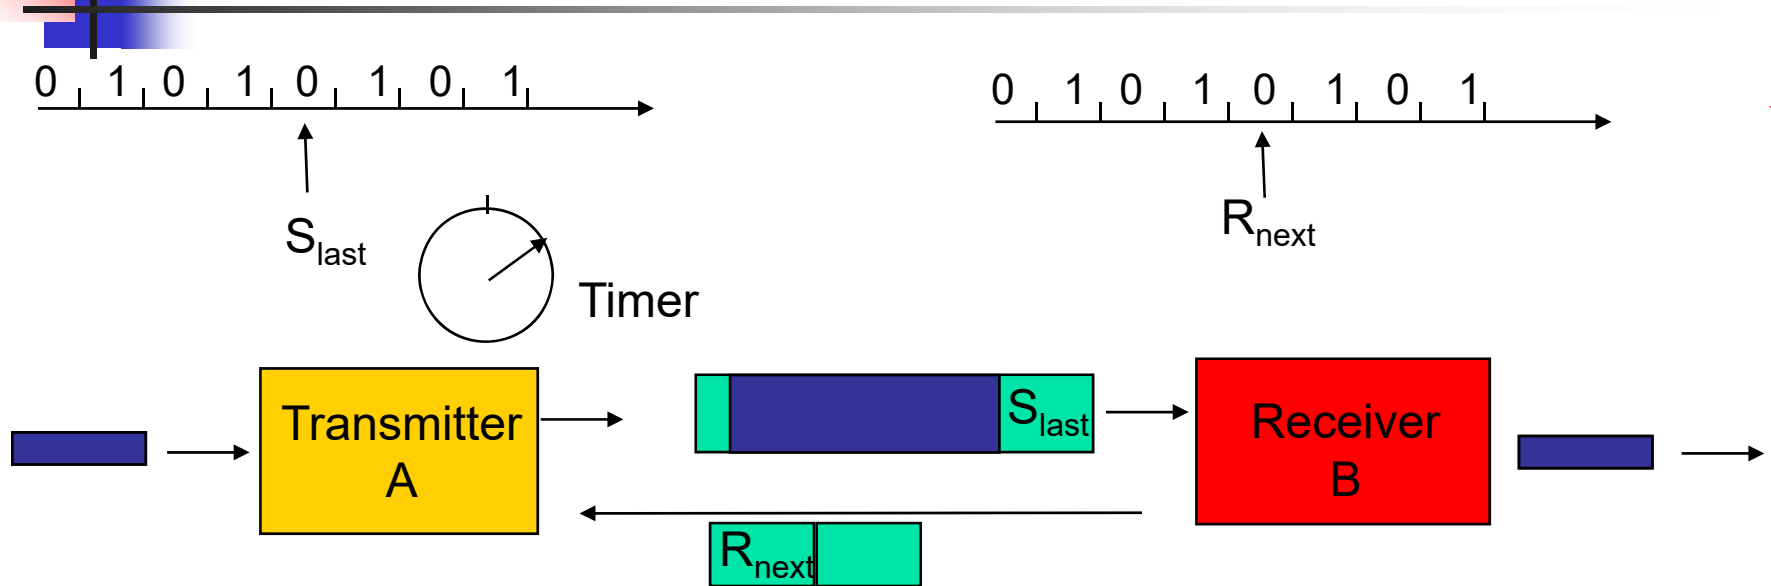 0 1 0 1 0 1 0 1
0 1 0 1 0 1 0 1
Slast
Rnext
Timer
Transmitter
A
Slast
Receiver
B
Rnext